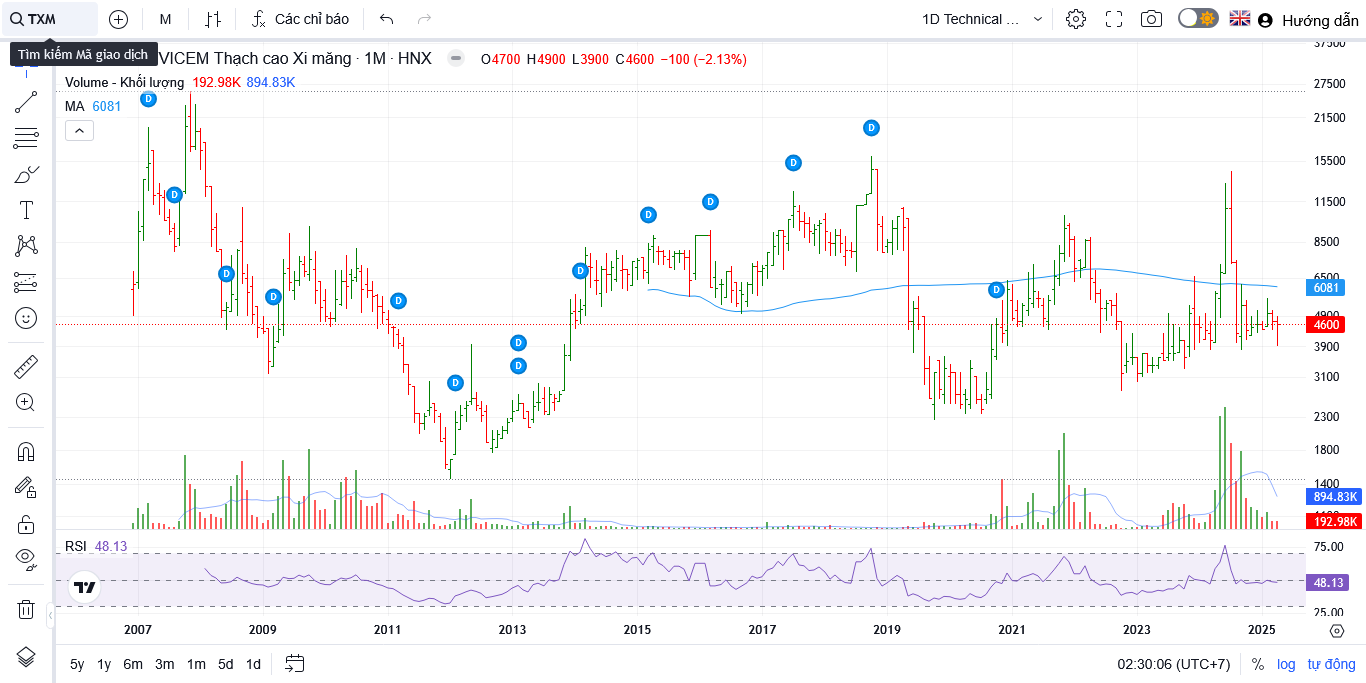 TXM
M
Các chỉ báo
1D Technical ...
Hướng dẫn
Tìm kiếm Mã giao dịch
VICEM Thạch cao Xi măng · 1M · HNX
O4700 H4900 L3900 C4600 −100 (−2.13%)
Volume - Khối lượng 192.98K 894.83K
MA 6081
D
D
D
D
D
D
D
D
D
D
D
D
D
D
37500
27500
21500
15500
11500
8500
6500
6081
4900
4600
3900
3100
2300
1800
1400
894.83K
192.98K
RSI 48.13
75.00
48.13
25.00
2007 2009 2011 2013 2015 2017 2019 2021 2023 2025
5y 1y 6m 3m 1m 5d 1d
02:30:06 (UTC+7) % log tự động